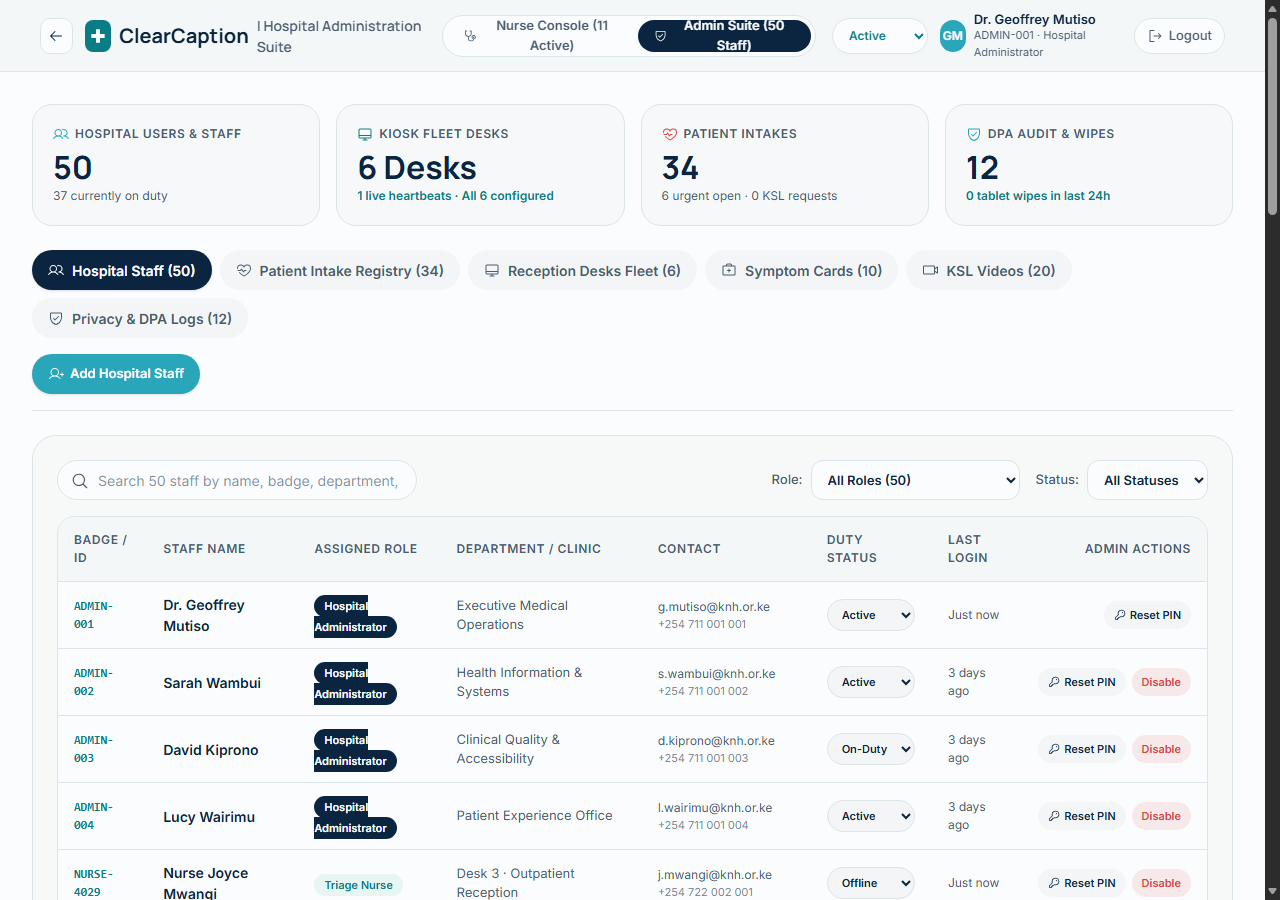 ClearCaption
| Hospital Administration
Suite
Nurse Console (11
Active)
Admin Suite (50
Staff)
Active
GM
Dr. Geoffrey Mutiso
ADMIN-001 · Hospital
Administrator
Logout
HOSPITAL USERS & STAFF
50
37 currently on duty
KIOSK FLEET DESKS
6 Desks
1 live heartbeats · All 6 configured
PATIENT INTAKES
34
6 urgent open · 0 KSL requests
DPA AUDIT & WIPES
12
0 tablet wipes in last 24h
Hospital Staff (50)
Patient Intake Registry (34)
Reception Desks Fleet (6)
Symptom Cards (10)
KSL Videos (20)
Privacy & DPA Logs (12)
Add Hospital Staff
Search 50 staff by name, badge, department,
Role:
All Roles (50)
Status:
All Statuses
BADGE /
ID
STAFF NAME
ASSIGNED ROLE
DEPARTMENT / CLINIC
CONTACT
DUTY
STATUS
LAST
LOGIN
ADMIN ACTIONS
ADMIN-
001
Dr. Geoffrey
Mutiso
Hospital
Administrator
Executive Medical
Operations
g.mutiso@knh.or.ke
+254 711 001 001
Active
Just now
Reset PIN
ADMIN-
002
Sarah Wambui
Hospital
Administrator
Health Information &
Systems
s.wambui@knh.or.ke
+254 711 001 002
Active
3 days
ago
Reset PIN
Disable
ADMIN-
003
David Kiprono
Hospital
Administrator
Clinical Quality &
Accessibility
d.kiprono@knh.or.ke
+254 711 001 003
On-Duty
3 days
ago
Reset PIN
Disable
ADMIN-
004
Lucy Wairimu
Hospital
Administrator
Patient Experience Office
l.wairimu@knh.or.ke
+254 711 001 004
Active
3 days
ago
Reset PIN
Disable
NURSE-
4029
Nurse Joyce
Mwangi
Triage Nurse
Desk 3 · Outpatient
Reception
j.mwangi@knh.or.ke
+254 722 002 001
Offline
Just now
Reset PIN
Disable